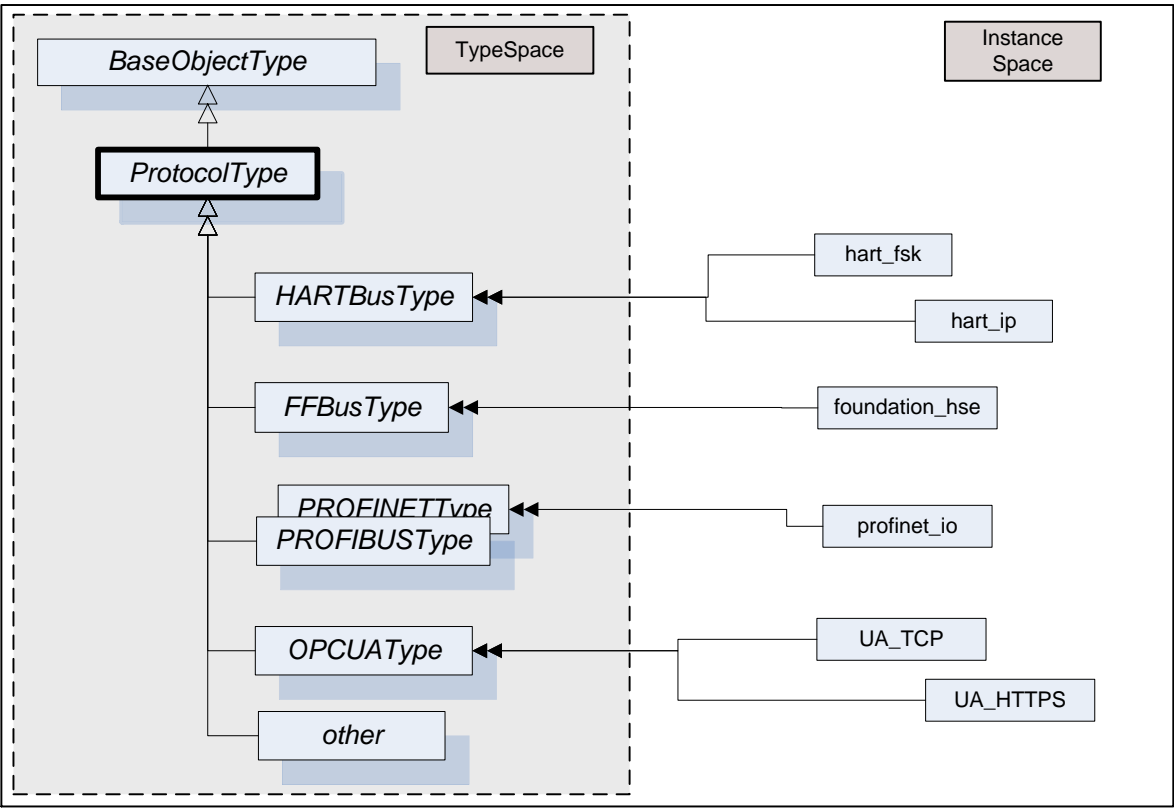 BaseObjectType
TypeSpace
Instance
Space
ProtocolType
hart_fsk
HARTBusType
hart_ip
FFBusType
foundation_hse
PROFINETType
profinet_io
PROFIBUSType
UA_TCP
OPCUAType
UA_HTTPS
other